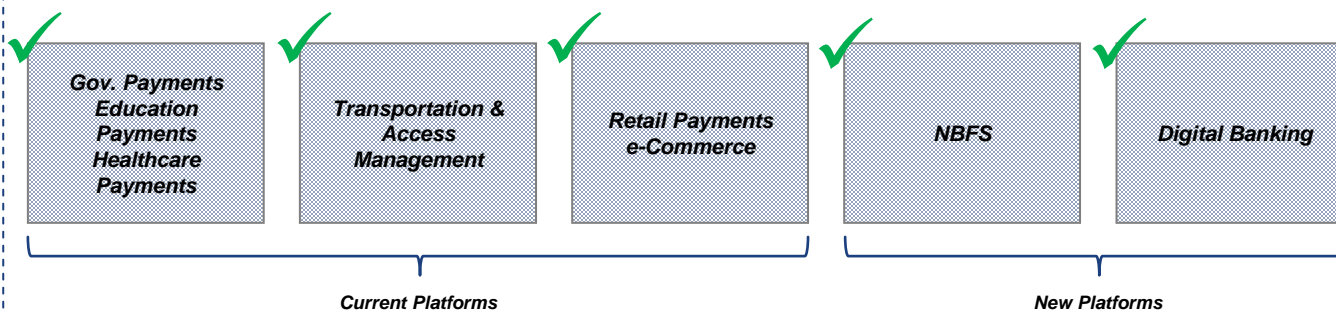 Gov. Payments
Education
Payments
Healthcare
Payments
Transportation &
Access
Management
Retail Payments
e-Commerce
NBFS
Digital Banking
Current Platforms
New Platforms